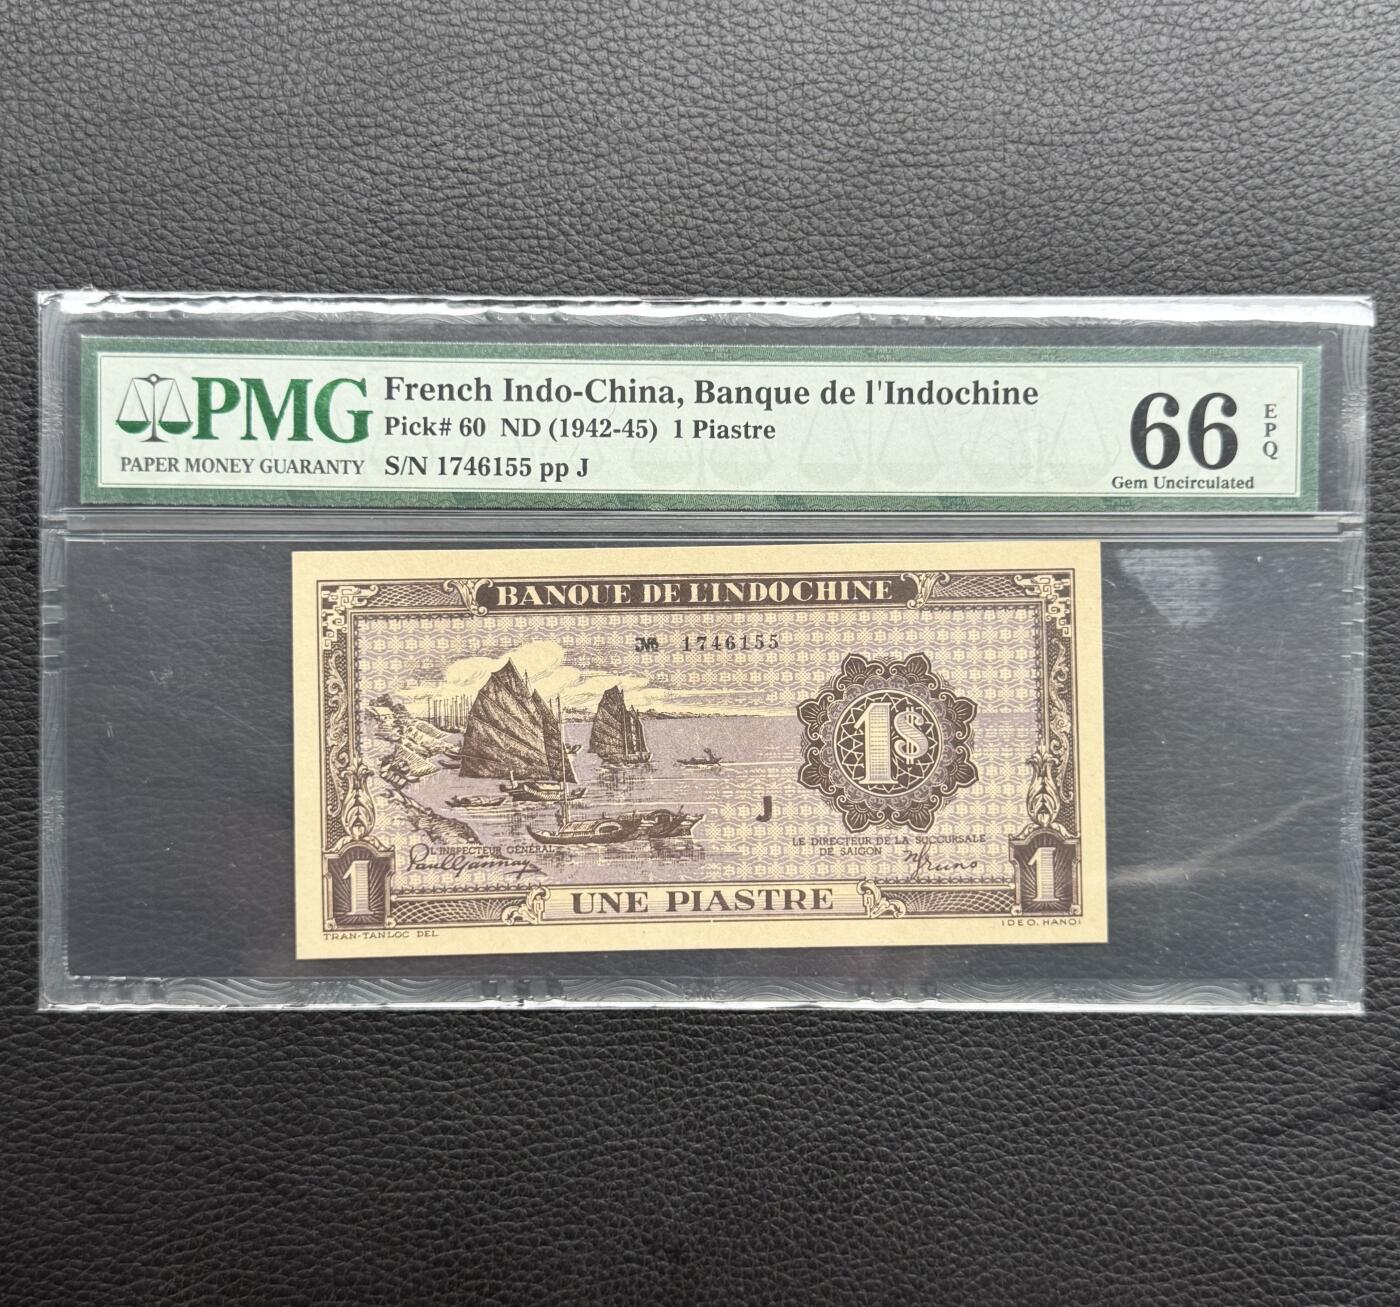 PMG
PAPER MONEY GUARANTY
French Indo-China, Banque de l'Indochine
Pick# 60 ND (1942-45) 1 Piastre
S/N 1746155 pp J
66
EPQ
Gem Uncirculated
BANQUE DE L'INDOCHINE
№ 1746155
1$
J
L'INSPECTEUR GÉNÉRAL
Paul Gannay
LE DIRECTEUR DE LA SUCCURSALE
DE SAIGON
1
1
UNE PIASTRE
TRAN-TANLOC DEL
IDEO. HANOI